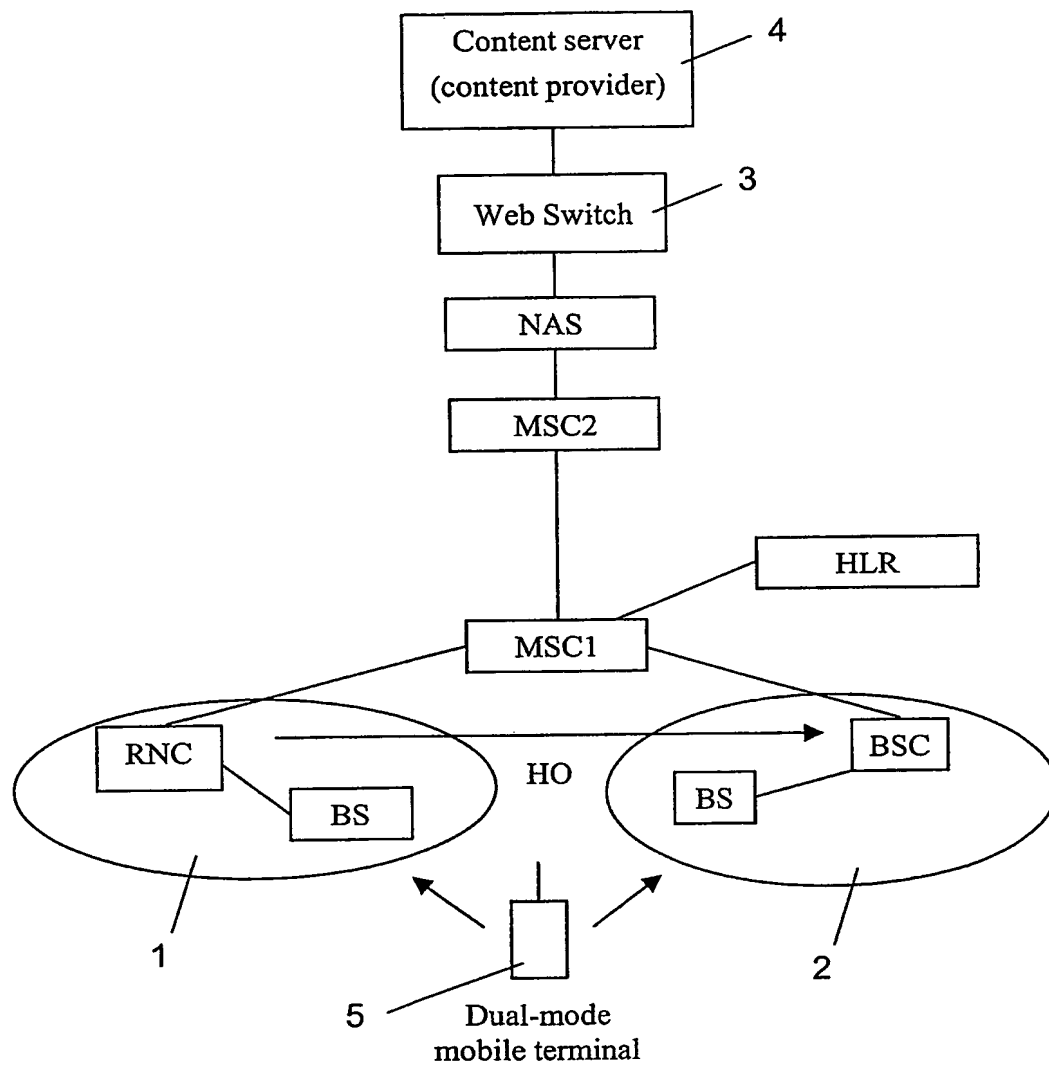 Content server
(content provider)
4
3
Web Switch
NAS
MSC2
HLR
MSC1
RNC
BSC
HO
BS
BS
1
2
5
Dual-mode
mobile terminal